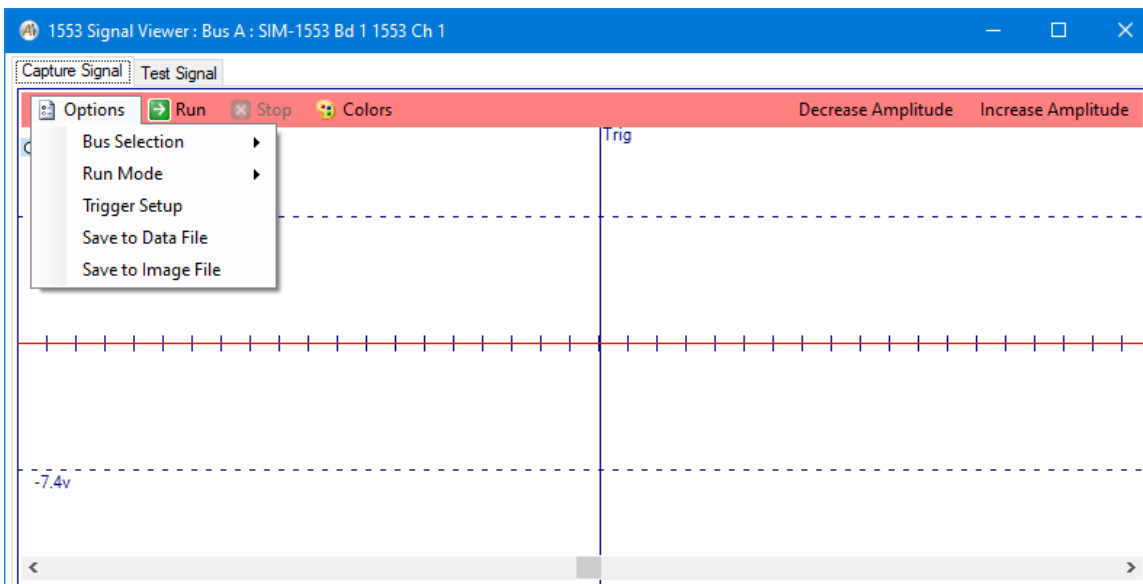 1553 Signal Viewer : Bus A : SIM-1553 Bd 1 1553 Ch 1
Capture Signal Test Signal
Options Run Stop Colors Decrease Amplitude Increase Amplitude
Trig
Bus Selection
Run Mode
Trigger Setup
Save to Data File
Save to Image File
-7.4v